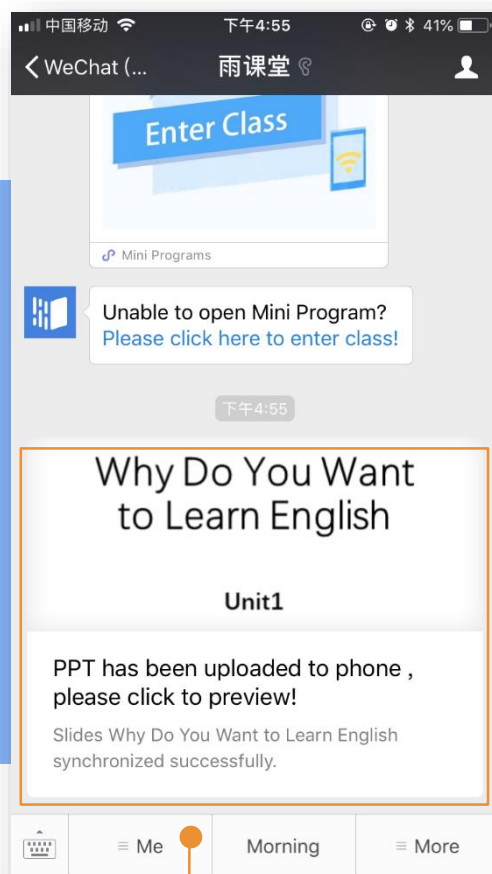 中国移动 下午4:55 41%
WeChat (... 雨课堂
Enter Class
Mini Programs
Unable to open Mini Program?
Please click here to enter class!
下午4:55
Why Do You Want
to Learn English
Unit1
PPT has been uploaded to phone ,
please click to preview!
Slides Why Do You Want to Learn English
synchronized successfully.
Me Morning More